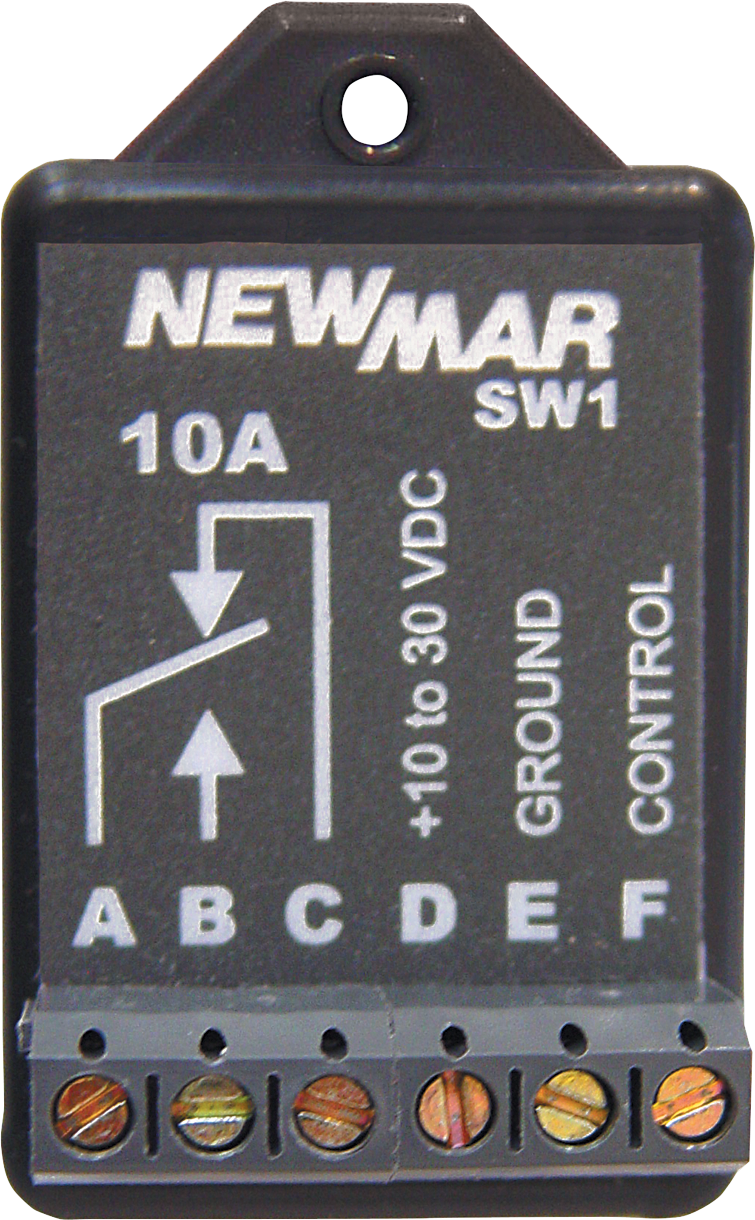 NEWMAR
SW1
10A
+10 to 30 VDC
GROUND
CONTROL
A B C D E F